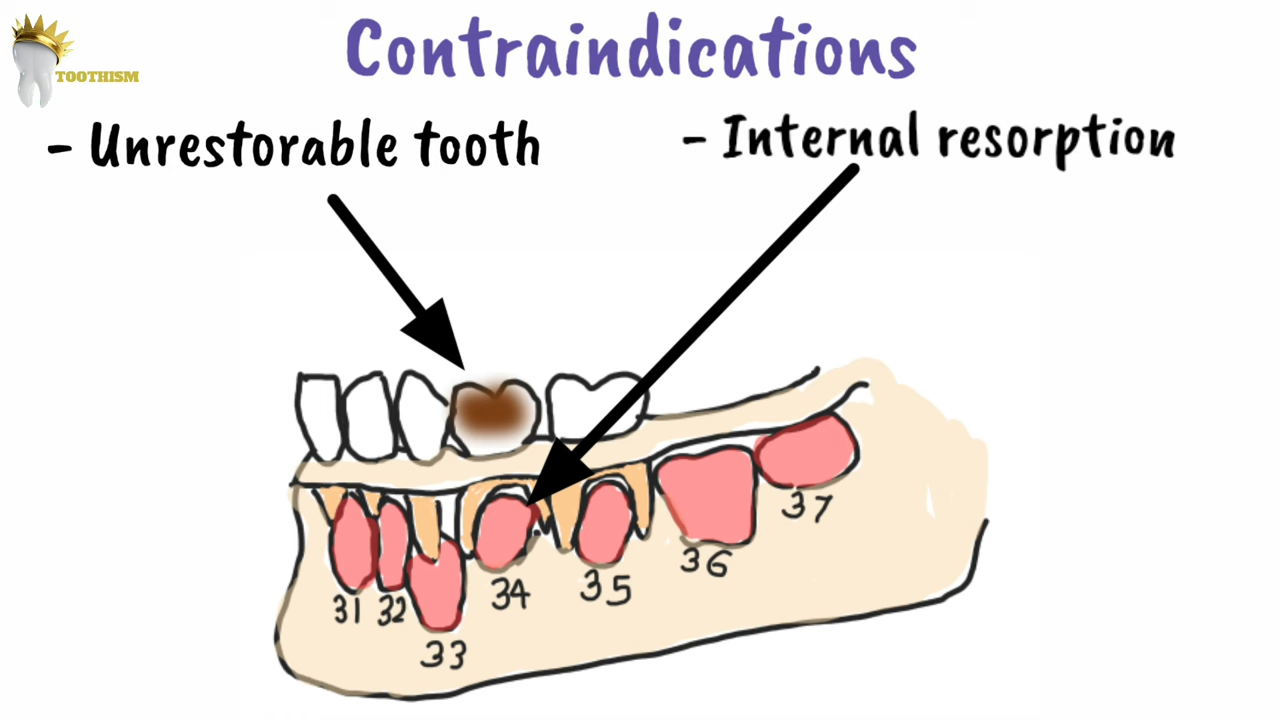 TOOTHISM
Contraindications
- Unrestorable tooth
- Internal resorption
31
32
33
34
35
36
37